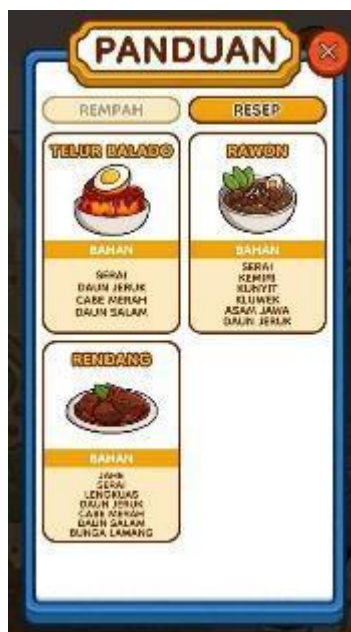 PANDUAN
REMPAH
RESEP
TELUR BALADO
BAHAN
SERAI
DAUN JERUK
CABE MERAH
DAUN SALAM
RAWON
BAHAN
SERAI
KEMIRI
KUNYIT
KLUWEK
ASAM JAWA
DAUN JERUK
RENDANG
BAHAN
JAHE
SERAI
LENGKUAS
DAUN JERUK
CABE MERAH
DAUN SALAM
BUNGA LAWANG